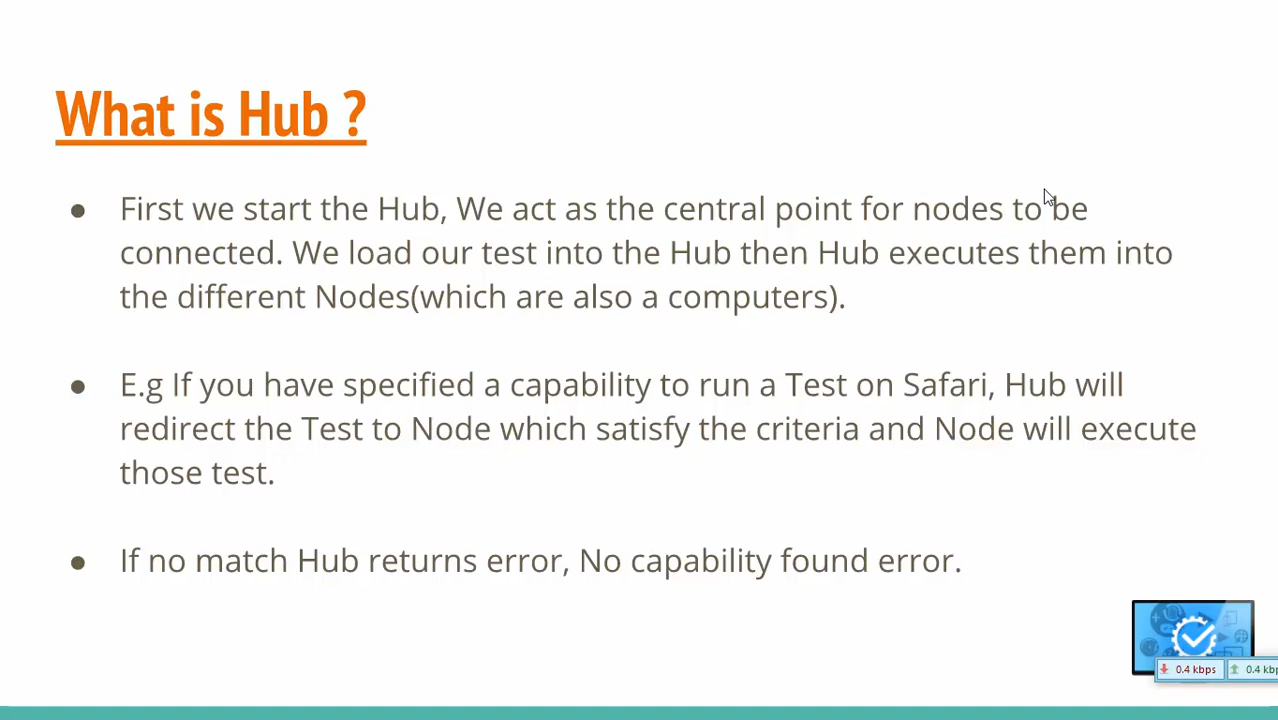 What is Hub ?
● First we start the Hub, We act as the central point for nodes to be
connected. We load our test into the Hub then Hub executes them into
the different Nodes(which are also a computers).
● E.g If you have specified a capability to run a Test on Safari, Hub will
redirect the Test to Node which satisfy the criteria and Node will execute
those test.
● If no match Hub returns error, No capability found error.
0.4 kbps 0.4 kbp